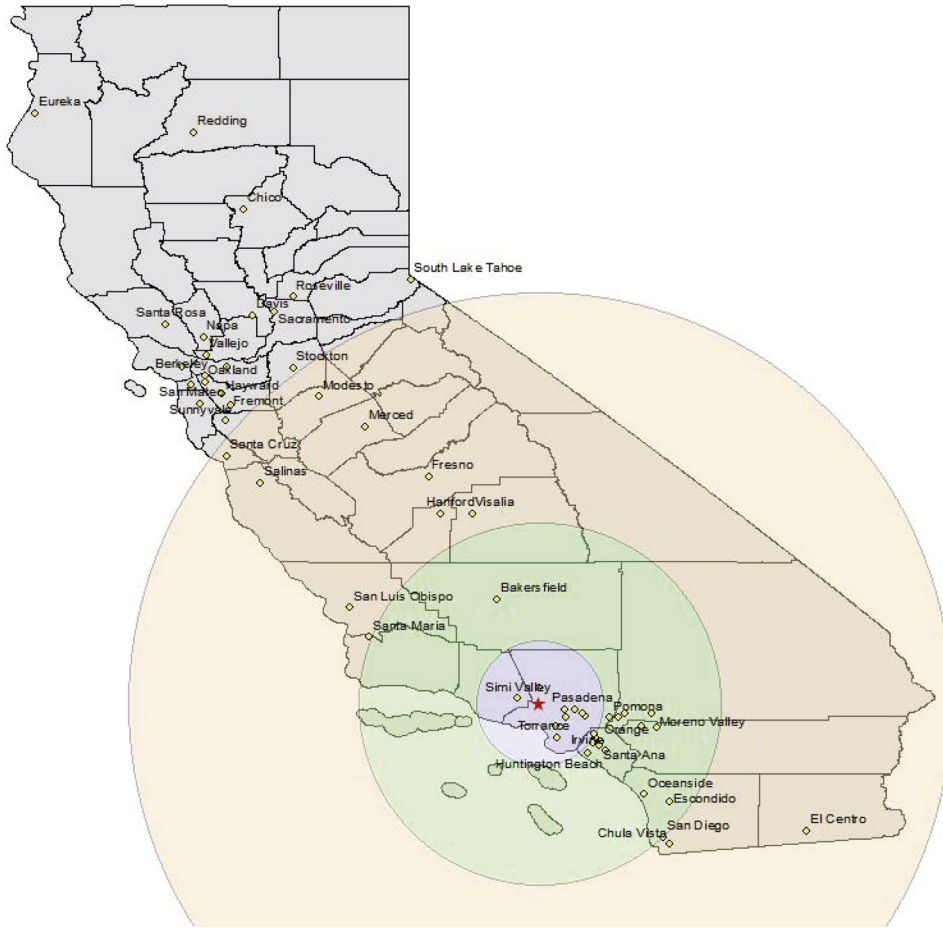 Eureka
Redding
Chico
South Lake Tahoe
Roseville
Davis
Santa Rosa
Sacramento
Napa
Vallejo
Berkeley
Stockton
Oakland
Hayward
San Mateo
Modesto
Fremont
Sunnyvale
Merced
Santa Cruz
Fresno
Salinas
Hanford
Visalia
Bakersfield
San Luis Obispo
Santa Maria
Simi Valley
Pasadena
Pomona
Moreno Valley
Torrance
Orange
Irvine
Santa Ana
Huntington Beach
Oceanside
Escondido
El Centro
San Diego
Chula Vista